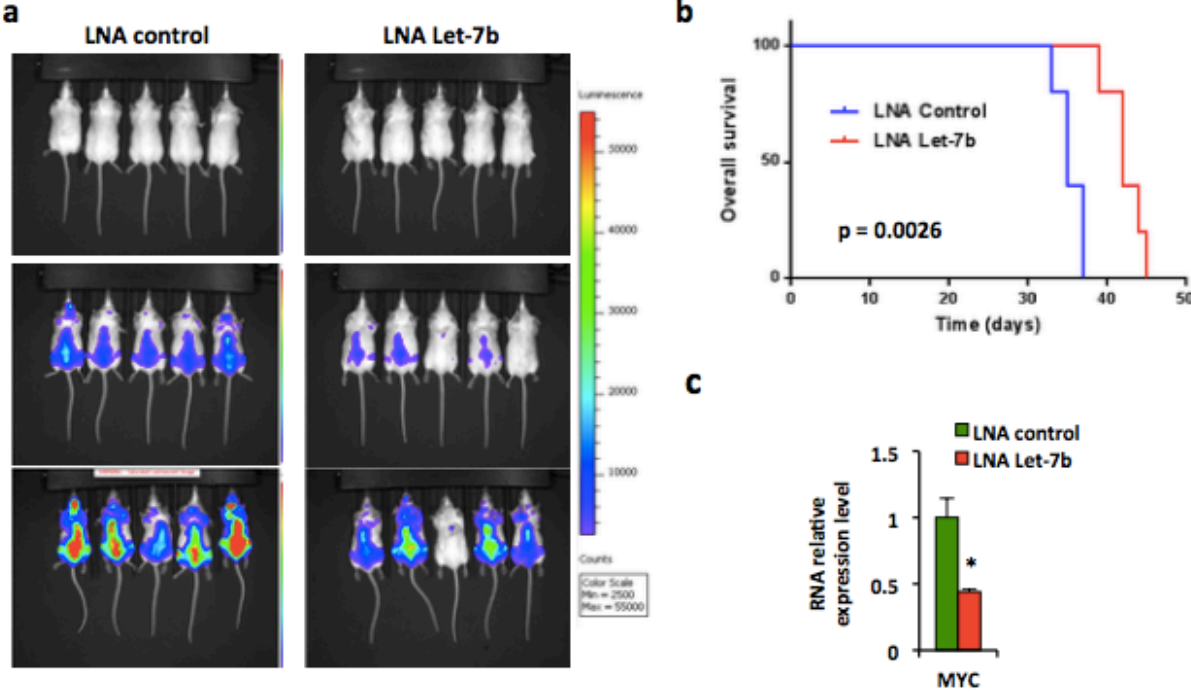 a
LNA control
LNA Let-7b
Luminescence
50000
40000
30000
20000
10000
Counts
Color Scale
Min = 2500
Max = 55000
b
100
50
0
Overall survival
LNA Control
LNA Let-7b
p = 0.0026
0 10 20 30 40 50
Time (days)
c
LNA control
LNA Let-7b
1.5
1
0.5
0
RNA relative
expression level
*
MYC